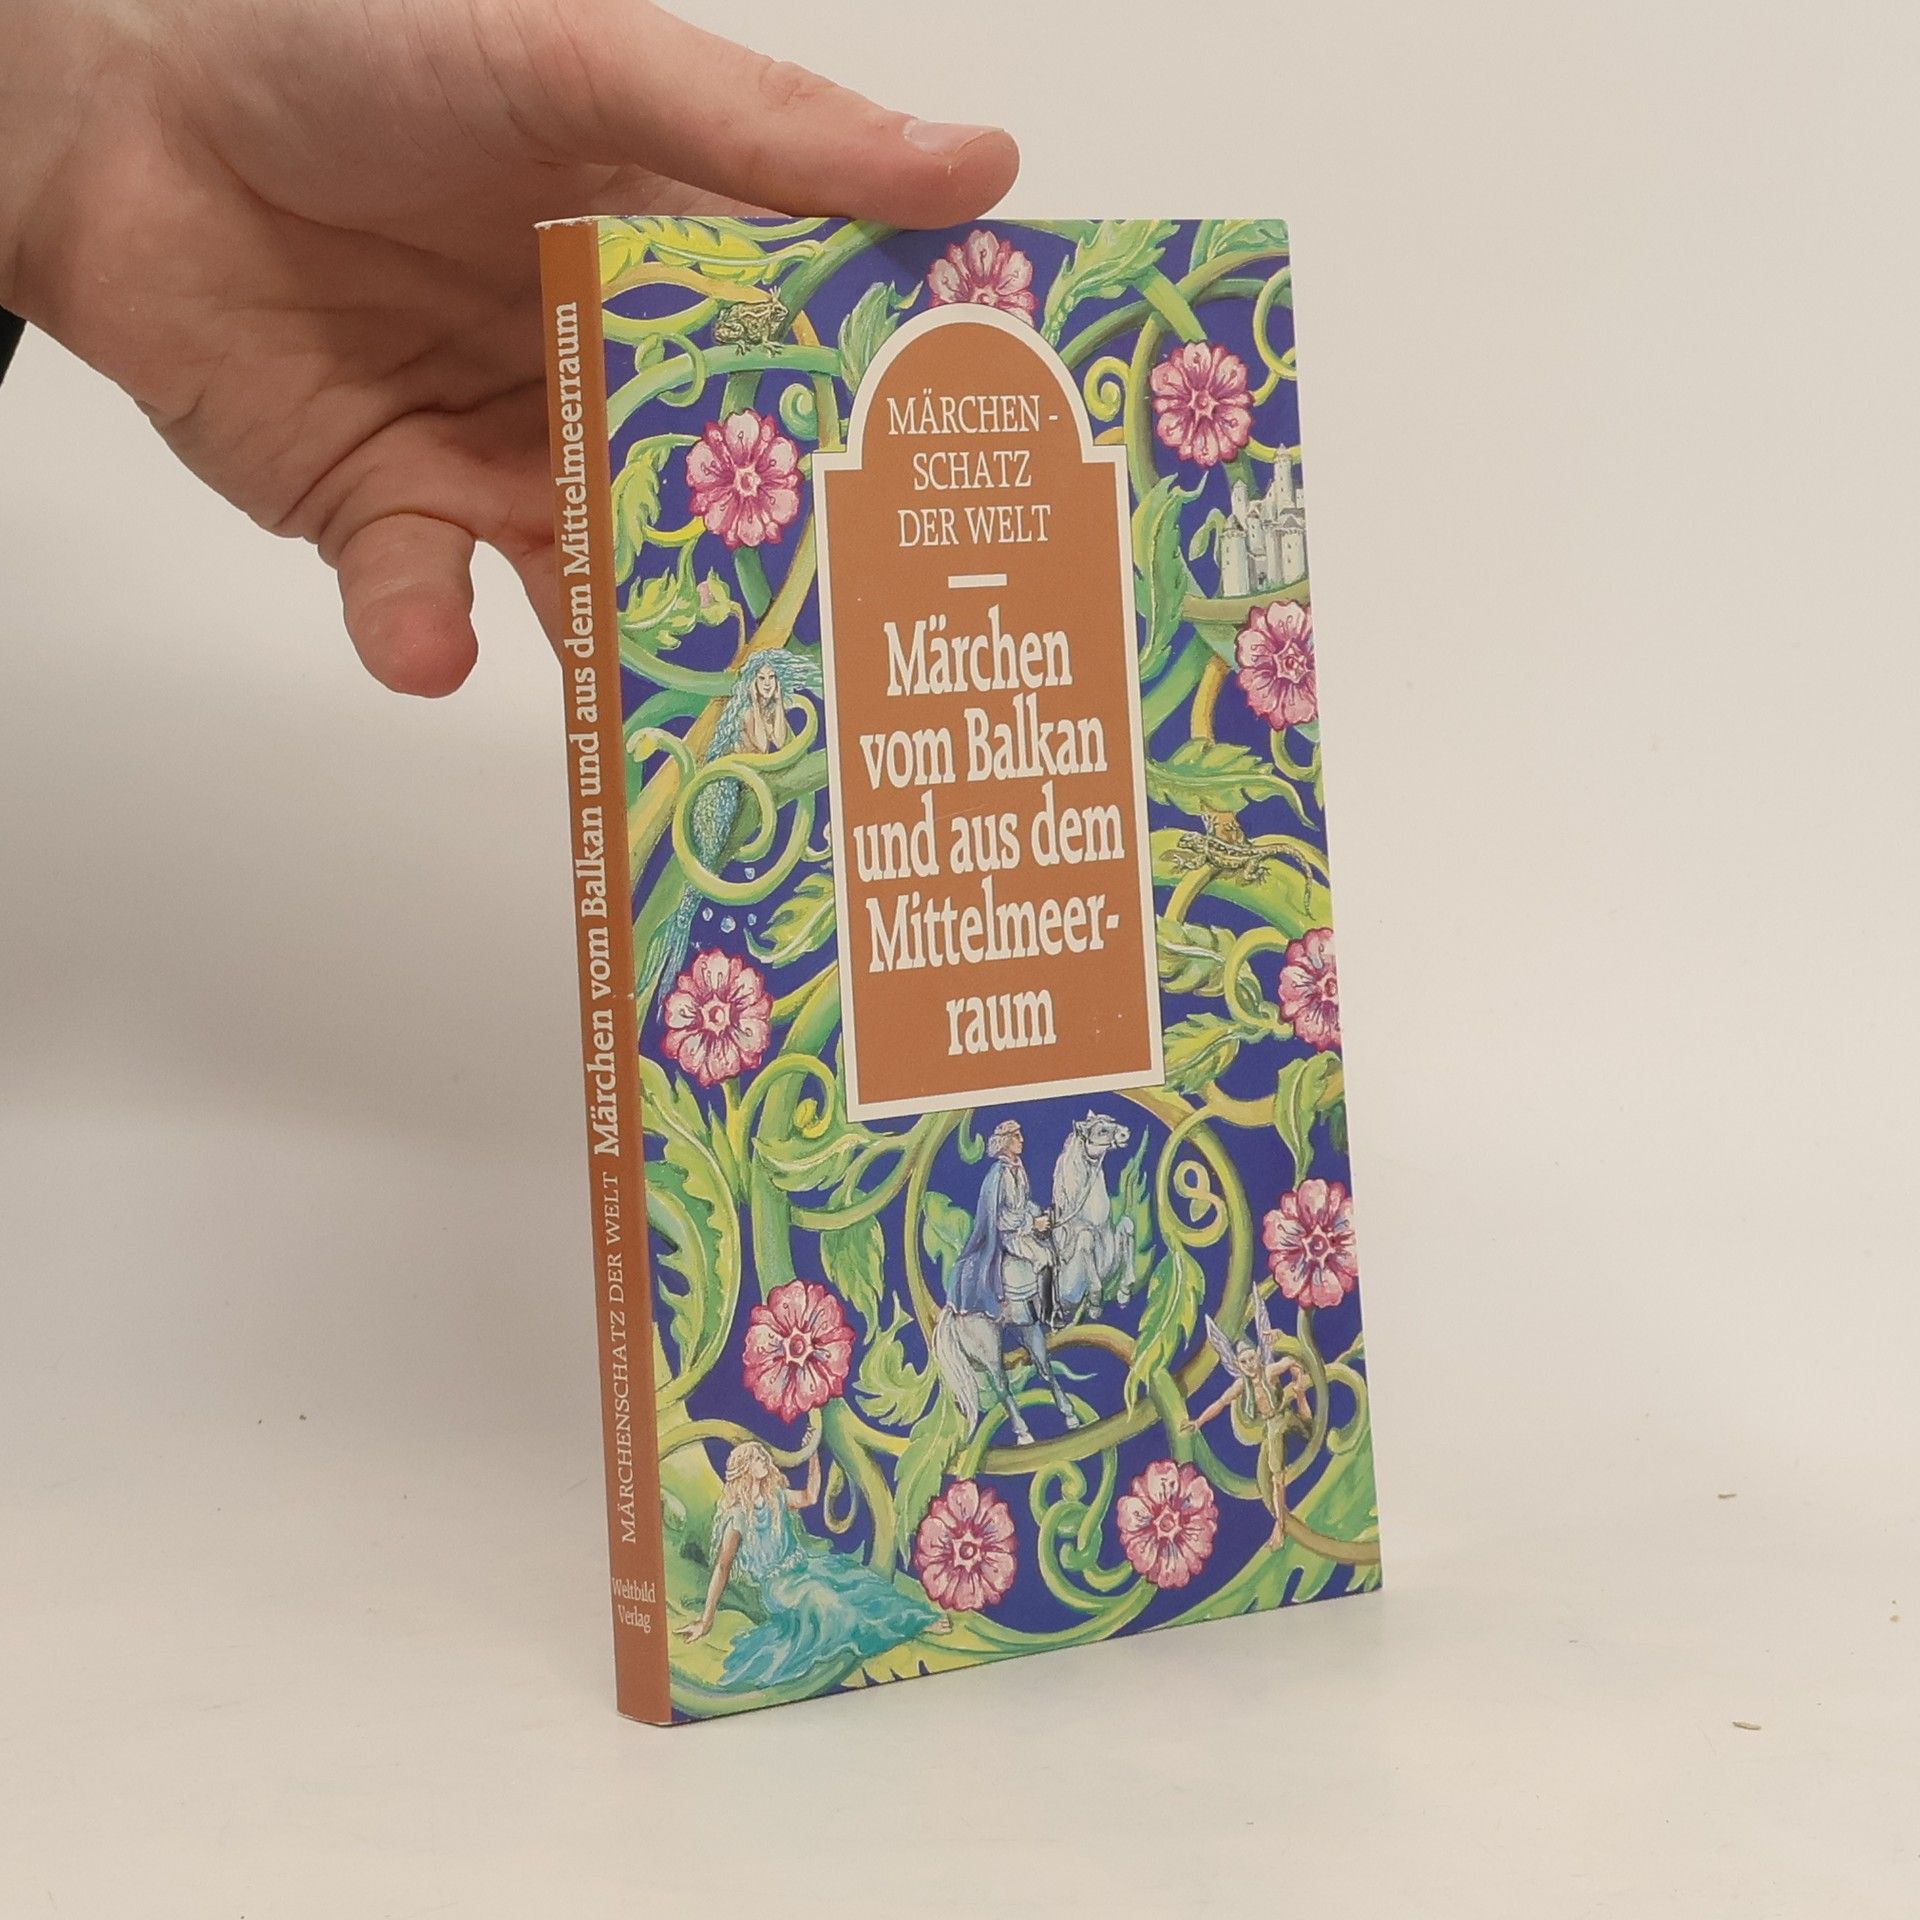 MÄRCHEN-
SCHATZ
DER WELT
Märchen
vom Balkan
und aus dem
Mittelmeer-
raum
MÄRCHENSCHATZ DER WELT Märchen vom Balkan und aus dem Mittelmeerraum
Weltbild
Verlag